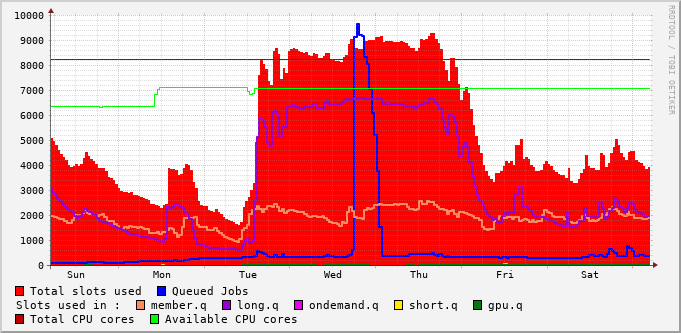 10000
9000
8000
7000
6000
5000
4000
3000
2000
1000
0
Sun Mon Tue Wed Thu Fri Sat
RRDTOOL / TOBI OETIKER
Total slots used Queued Jobs
Slots used in : member.q long.q ondemand.q short.q gpu.q
Total CPU cores Available CPU cores